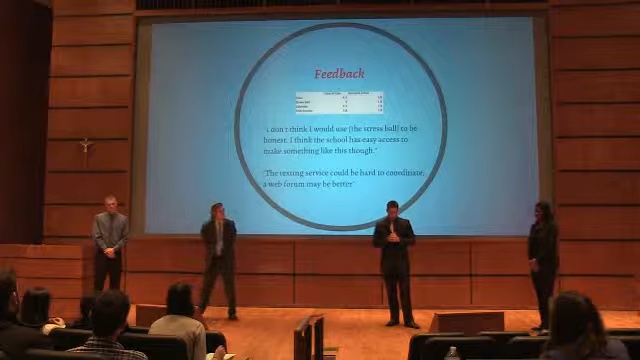 Feedback
"I don't think I would use [the stress ball] to be
honest. I think the school has easy access to
make something like this though."
"The texting service could be hard to coordinate,
a web forum may be better"